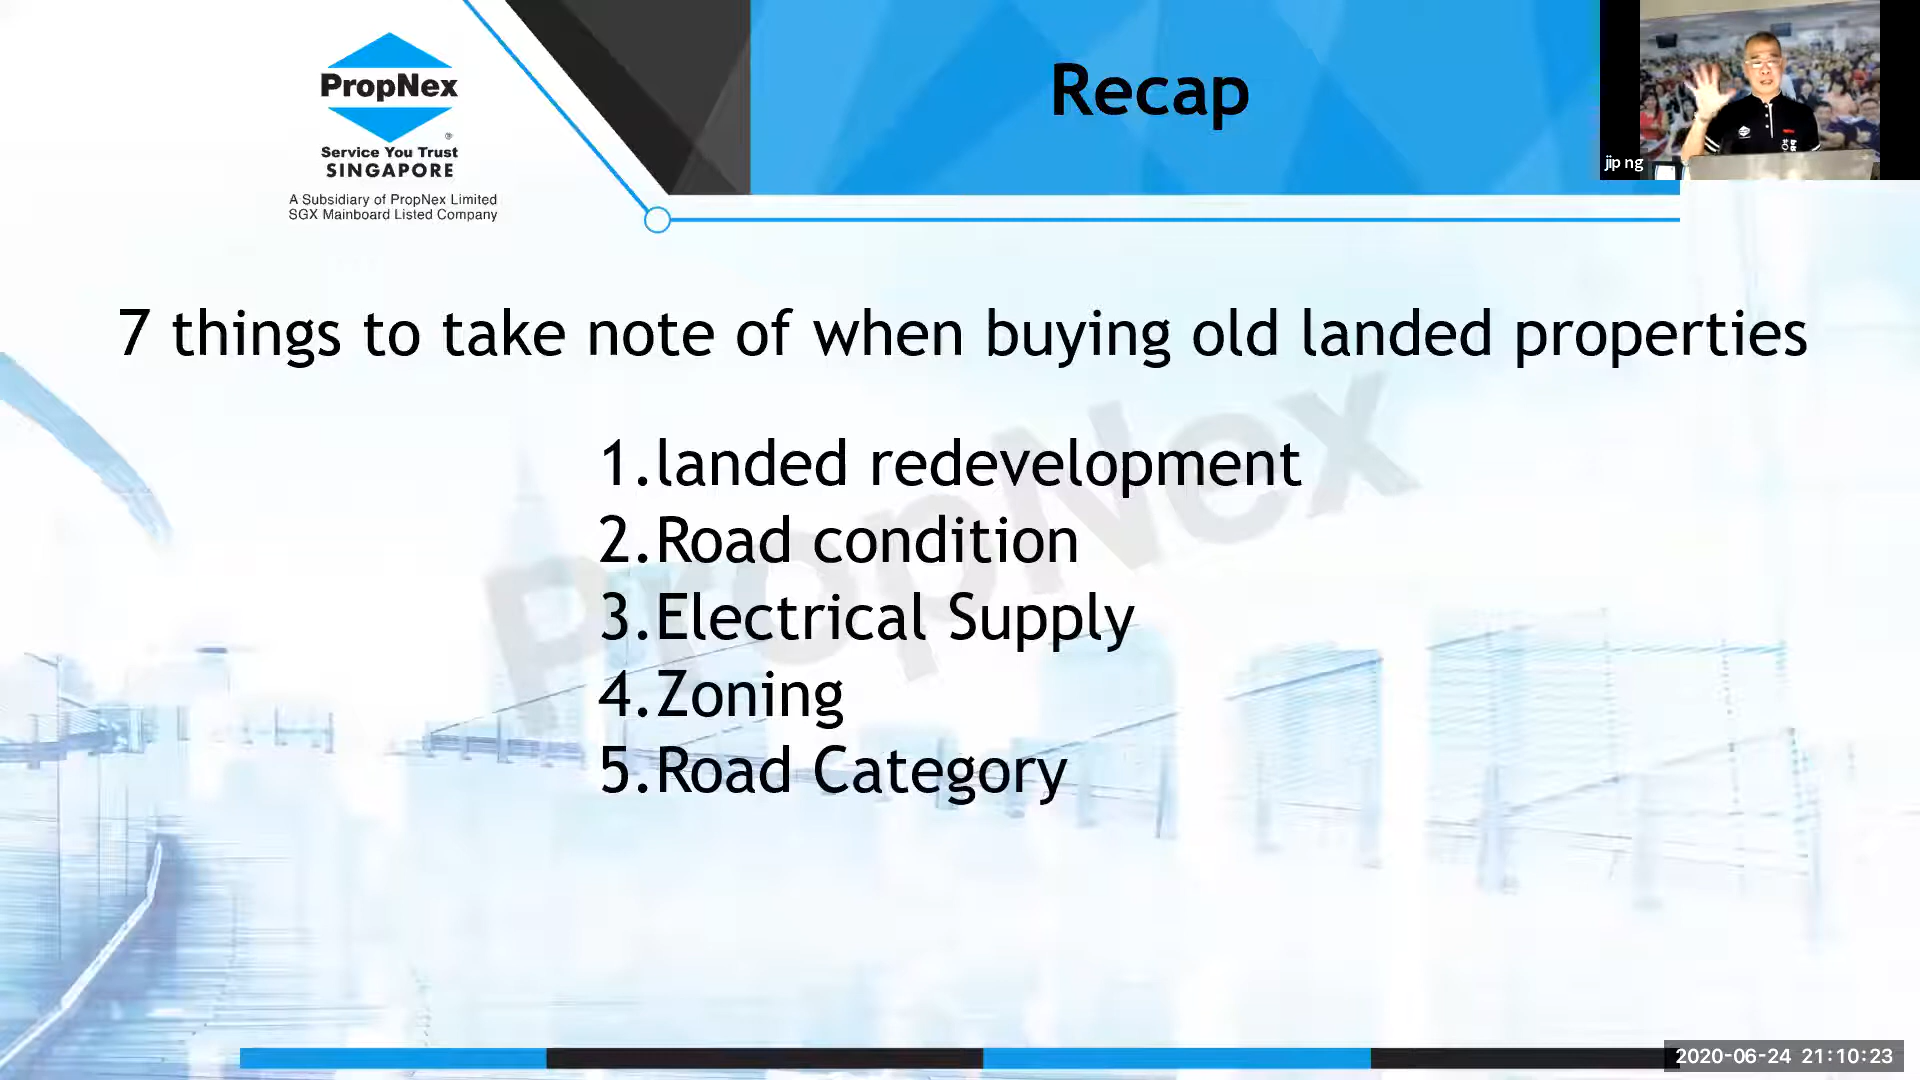 PropNex
®
Service You Trust
SINGAPORE
A Subsidiary of PropNex Limited
SGX Mainboard Listed Company
Recap
jip ng
7 things to take note of when buying old landed properties
1.landed redevelopment
2.Road condition
3.Electrical Supply
4.Zoning
5.Road Category
PropNex
2020-06-24 21:10:23